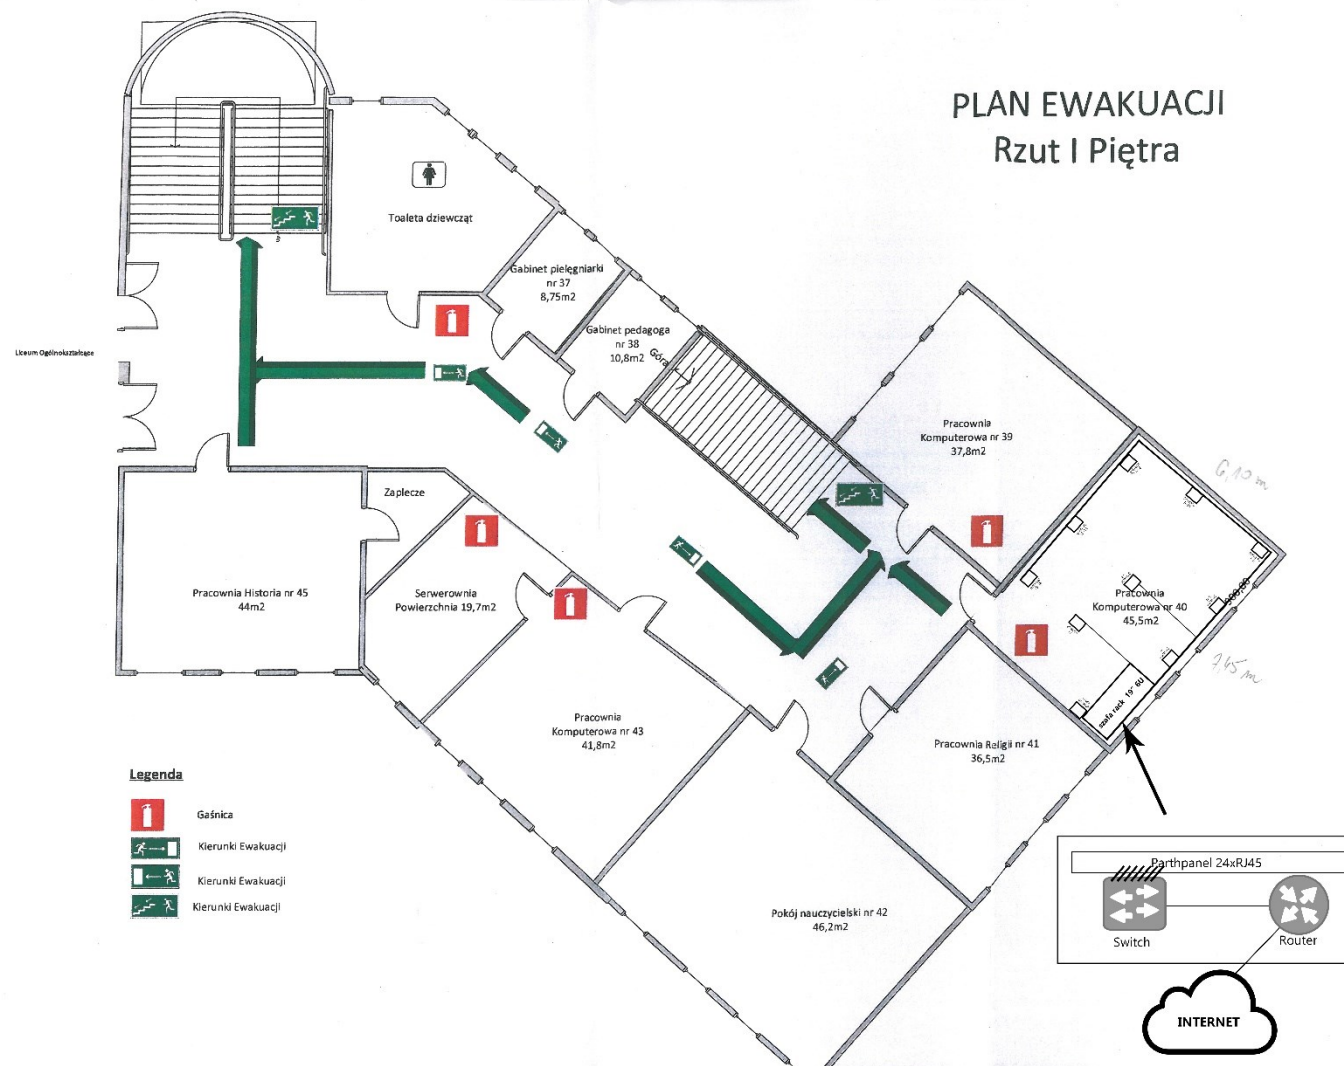 PLAN EWAKUACJI
Rzut I Piętra
Toaleta dziewcząt
Gabinet pielęgniarki
nr 37
8,75m2
Gabinet pedagoga
nr 38
10,8m2
Góra
Liceum Ogólnokształcące
Pracownia
Komputerowa nr 39
37,8m2
6,10 m
Zaplecze
Pracownia Historia nr 45
44m2
Serwerownia
Powierzchnia 19,7m2
Pracownia
Komputerowa nr 40
45,5m2
7,45 m
szafa rack 19" 6U
Pracownia
Komputerowa nr 43
41,8m2
Pracownia Religii nr 41
36,5m2
Pokój nauczycielski nr 42
46,2m2
Legenda
Gaśnica
Kierunki Ewakuacji
Kierunki Ewakuacji
Kierunki Ewakuacji
Parthpanel 24xRJ45
Switch
Router
INTERNET